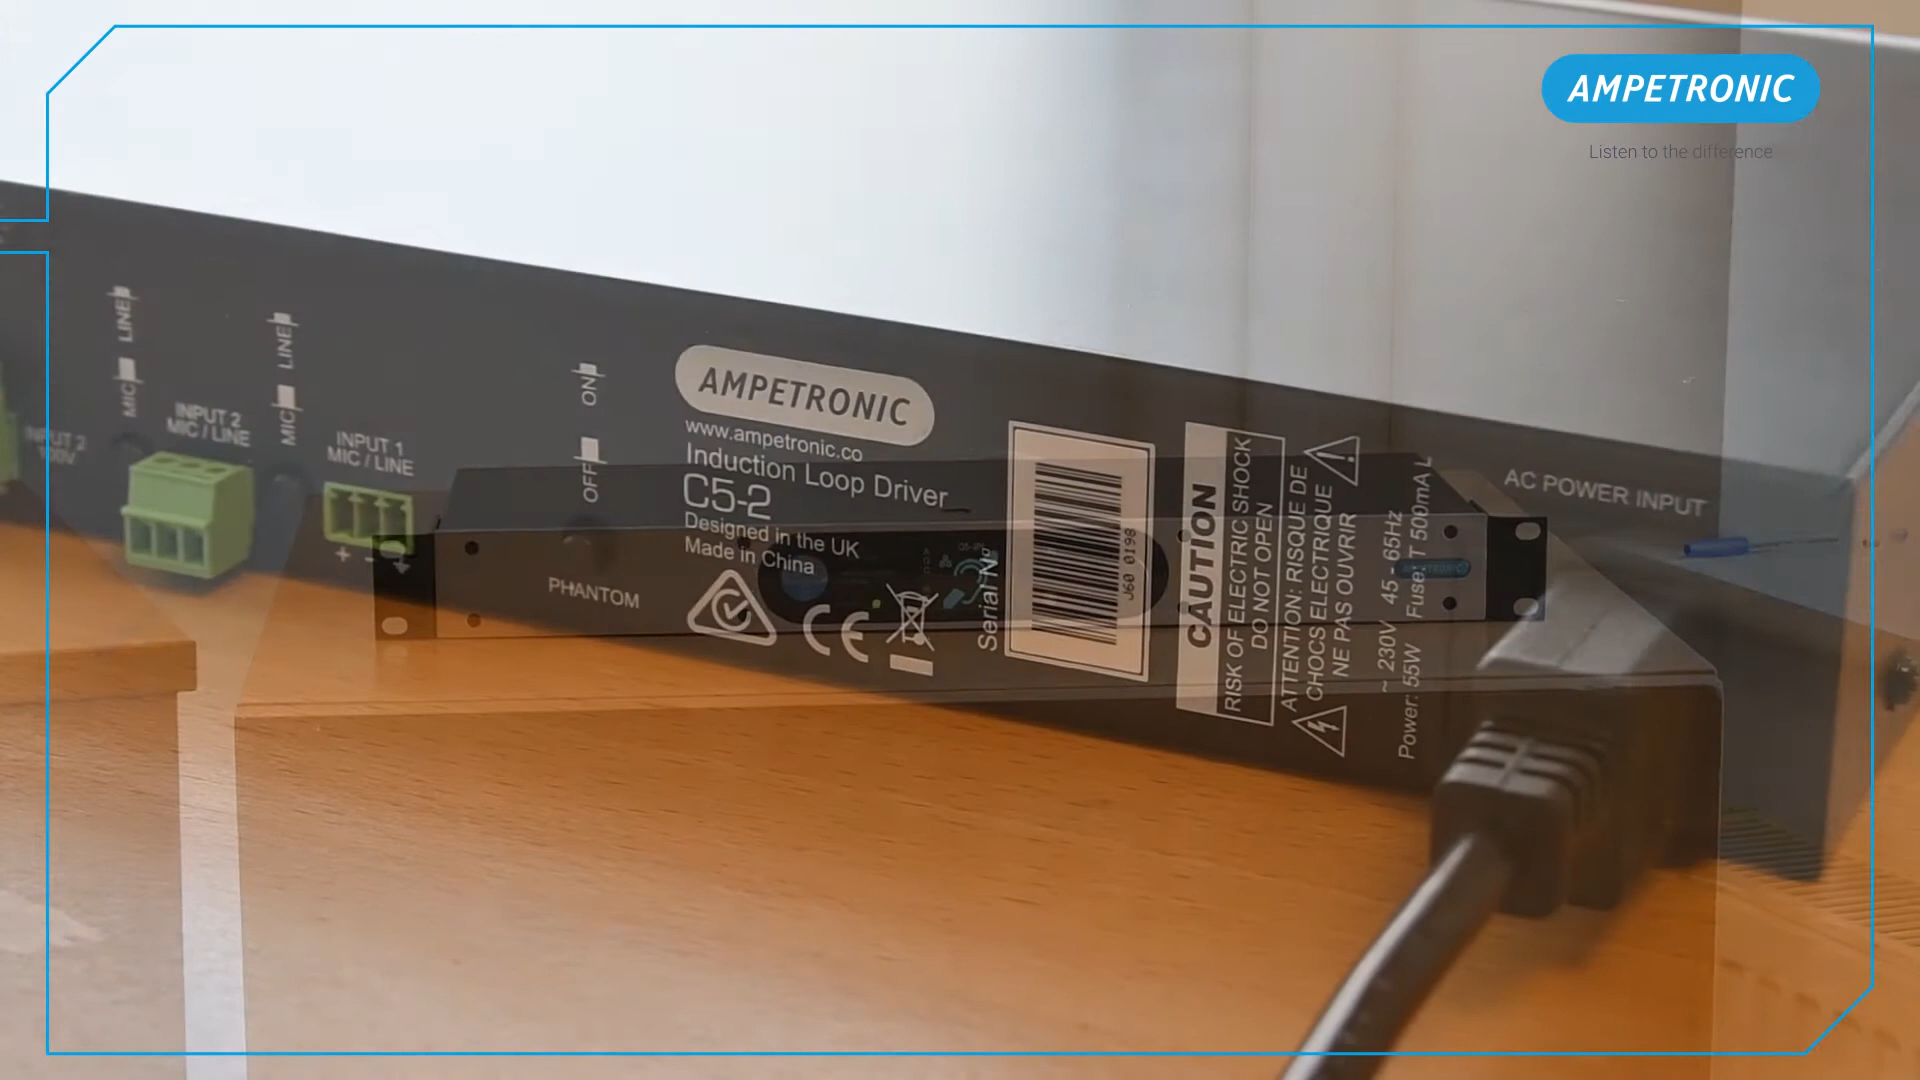 AMPETRONIC
Listen to the difference
LINE
MIC
INPUT 2
100V
INPUT 2
MIC / LINE
LINE
MIC
INPUT 1
MIC / LINE
+ -
ON
OFF
PHANTOM
AMPETRONIC
www.ampetronic.co
Induction Loop Driver
C5-2
Designed in the UK
Made in China
CE
Serial Nº
J60 0198
CAUTION
RISK OF ELECTRIC SHOCK
DO NOT OPEN
ATTENTION: RISQUE DE
CHOCS ELECTRIQUE
NE PAS OUVRIR
~ 230V 45 - 65Hz
Power: 55W Fuse: T 500mA L
AC POWER INPUT
AMPETRONIC